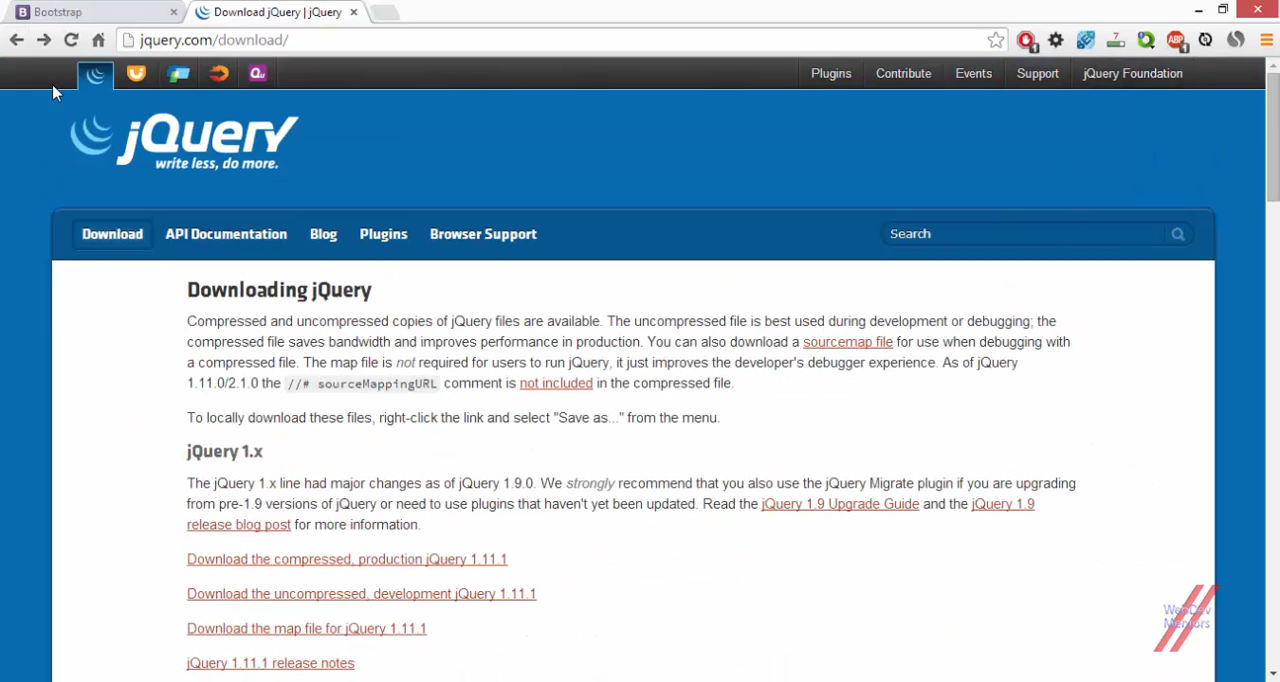 Bootstrap
Download jQuery | jQuery
jquery.com/download/
Plugins Contribute Events Support jQuery Foundation
jQuery
write less, do more.
Download API Documentation Blog Plugins Browser Support Search
Downloading jQuery
Compressed and uncompressed copies of jQuery files are available. The uncompressed file is best used during development or debugging; the
compressed file saves bandwidth and improves performance in production. You can also download a sourcemap file for use when debugging with
a compressed file. The map file is not required for users to run jQuery, it just improves the developer's debugger experience. As of jQuery
1.11.0/2.1.0 the //# sourceMappingURL comment is not included in the compressed file.
To locally download these files, right-click the link and select "Save as..." from the menu.
jQuery 1.x
The jQuery 1.x line had major changes as of jQuery 1.9.0. We strongly recommend that you also use the jQuery Migrate plugin if you are upgrading
from pre-1.9 versions of jQuery or need to use plugins that haven't yet been updated. Read the jQuery 1.9 Upgrade Guide and the jQuery 1.9
release blog post for more information.
Download the compressed, production jQuery 1.11.1
Download the uncompressed, development jQuery 1.11.1
Download the map file for jQuery 1.11.1
jQuery 1.11.1 release notes
WebDev
Mentors